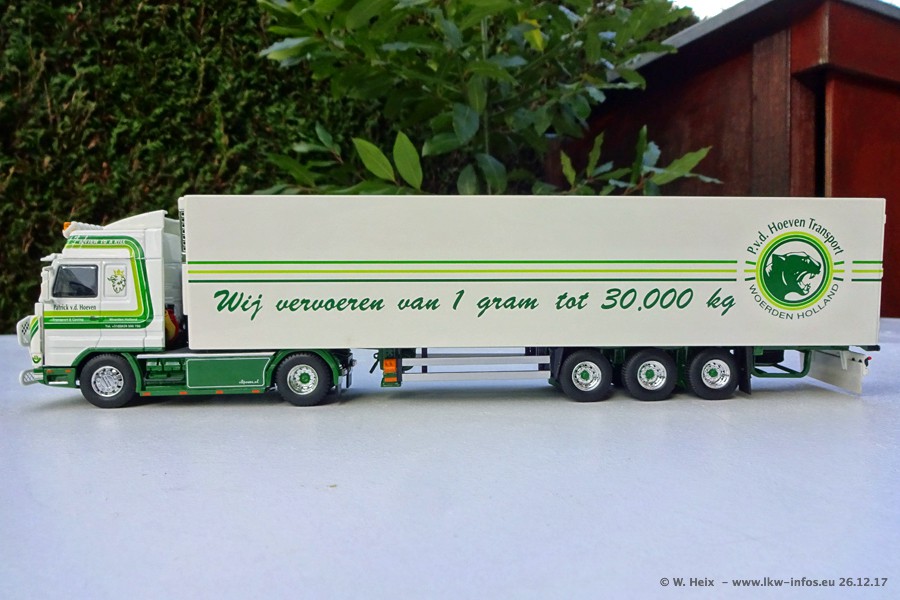 P.v.d. Hoeven Transport
WOERDEN HOLLAND
Wij vervoeren van 1 gram tot 30.000 kg
Patrick v.d. Hoeven
© W. Heix - www.lkw-infos.eu 26.12.17